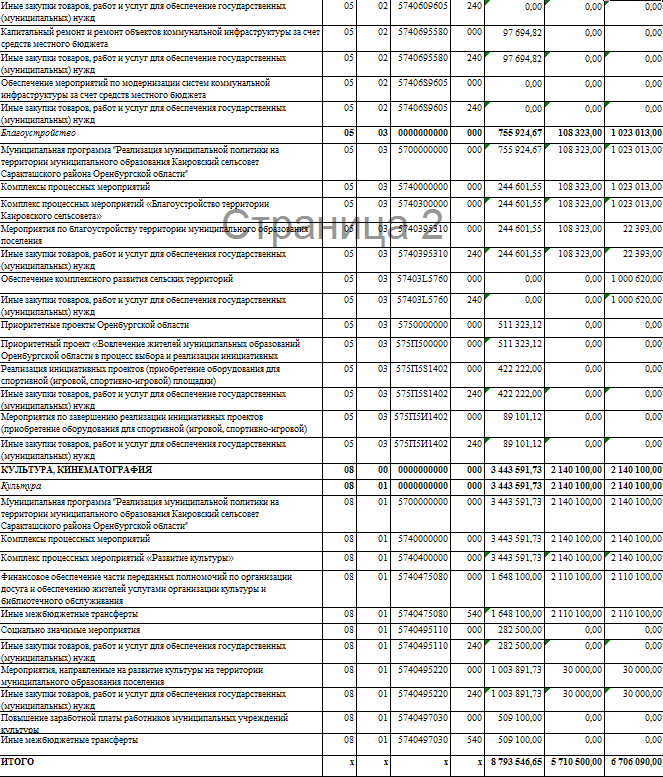 Иные закупки товаров, работ и услуг для обеспечения государственных 05 02 5740609605 240 0,00 0,00 0,00
(муниципальных) нужд
Капитальный ремонт и ремонт объектов коммунальной инфраструктуры за счет 05 02 5740695580 000 97 694,82 0,00 0,00
средств местного бюджета
Иные закупки товаров, работ и услуг для обеспечения государственных 05 02 5740695580 240 97 694,82 0,00 0,00
(муниципальных) нужд
Обеспечение мероприятий по модернизации систем коммунальной 05 02 57406S9605 000 0,00 0,00 0,00
инфраструктуры за счет средств местного бюджета
Иные закупки товаров, работ и услуг для обеспечения государственных 05 02 57406S9605 240 0,00 0,00 0,00
(муниципальных) нужд
Благоустройство 05 03 0000000000 000 755 924,67 108 323,00 1 023 013,00
Муниципальная программа "Реализация муниципальной политики на 05 03 5700000000 000 755 924,67 108 323,00 1 023 013,00
территории муниципального образования Каировский сельсовет
Саракташского района Оренбургской области"
Комплексы процессных мероприятий 05 03 5740000000 000 244 601,55 108 323,00 1 023 013,00
Комплекс процессных мероприятий «Благоустройство территории 05 03 5740300000 000 244 601,55 108 323,00 1 023 013,00
Каировского сельсовета»
Страница 2
Мероприятия по благоустройству территории муниципального образования 05 03 5740395310 000 244 601,55 108 323,00 22 393,00
поселения
Иные закупки товаров, работ и услуг для обеспечения государственных 05 03 5740395310 240 244 601,55 108 323,00 22 393,00
(муниципальных) нужд
Обеспечение комплексного развития сельских территорий 05 03 57403L5760 000 0,00 0,00 1 000 620,00
Иные закупки товаров, работ и услуг для обеспечения государственных 05 03 57403L5760 240 0,00 0,00 1 000 620,00
(муниципальных) нужд
Приоритетные проекты Оренбургской области 05 03 5750000000 000 511 323,12 0,00 0,00
Приоритетный проект «Вовлечение жителей муниципальных образований 05 03 575П500000 000 511 323,12 0,00 0,00
Оренбургской области в процесс выбора и реализации инициативных
Реализация инициативных проектов (приобретение оборудования для 05 03 575П5S1402 000 422 222,00 0,00 0,00
спортивной (игровой, спортивно-игровой) площадки)
Иные закупки товаров, работ и услуг для обеспечения государственных 05 03 575П5S1402 240 422 222,00 0,00 0,00
(муниципальных) нужд
Мероприятия по завершению реализации инициативных проектов 05 03 575П5И1402 000 89 101,12 0,00 0,00
(приобретение оборудования для спортивной (игровой, спортивно-игровой)
Иные закупки товаров, работ и услуг для обеспечения государственных 05 03 575П5И1402 240 89 101,12 0,00 0,00
(муниципальных) нужд
КУЛЬТУРА, КИНЕМАТОГРАФИЯ 08 00 0000000000 000 3 443 591,73 2 140 100,00 2 140 100,00
Культура 08 01 0000000000 000 3 443 591,73 2 140 100,00 2 140 100,00
Муниципальная программа "Реализация муниципальной политики на 08 01 5700000000 000 3 443 591,73 2 140 100,00 2 140 100,00
территории муниципального образования Каировский сельсовет
Саракташского района Оренбургской области"
Комплексы процессных мероприятий 08 01 5740000000 000 3 443 591,73 2 140 100,00 2 140 100,00
Комплекс процессных мероприятий «Развитие культуры» 08 01 5740400000 000 3 443 591,73 2 140 100,00 2 140 100,00
Финансовое обеспечение части переданных полномочий по организации 08 01 5740475080 000 1 648 100,00 2 110 100,00 2 110 100,00
досуга и обеспечению жителей услугами организации культуры и
библиотечного обслуживания
Иные межбюджетные трансферты 08 01 5740475080 540 1 648 100,00 2 110 100,00 2 110 100,00
Социально значимые мероприятия 08 01 5740495110 000 282 500,00 0,00 0,00
Иные закупки товаров, работ и услуг для обеспечения государственных 08 01 5740495110 240 282 500,00 0,00 0,00
(муниципальных) нужд
Мероприятия, направленные на развитие культуры на территории 08 01 5740495220 000 1 003 891,73 30 000,00 30 000,00
муниципального образования поселения
Иные закупки товаров, работ и услуг для обеспечения государственных 08 01 5740495220 240 1 003 891,73 30 000,00 30 000,00
(муниципальных) нужд
Повышение заработной платы работников муниципальных учреждений 08 01 5740497030 000 509 100,00 0,00 0,00
культуры
Иные межбюджетные трансферты 08 01 5740497030 540 509 100,00 0,00 0,00
ИТОГО х х х х 8 793 546,65 5 710 500,00 6 706 090,00